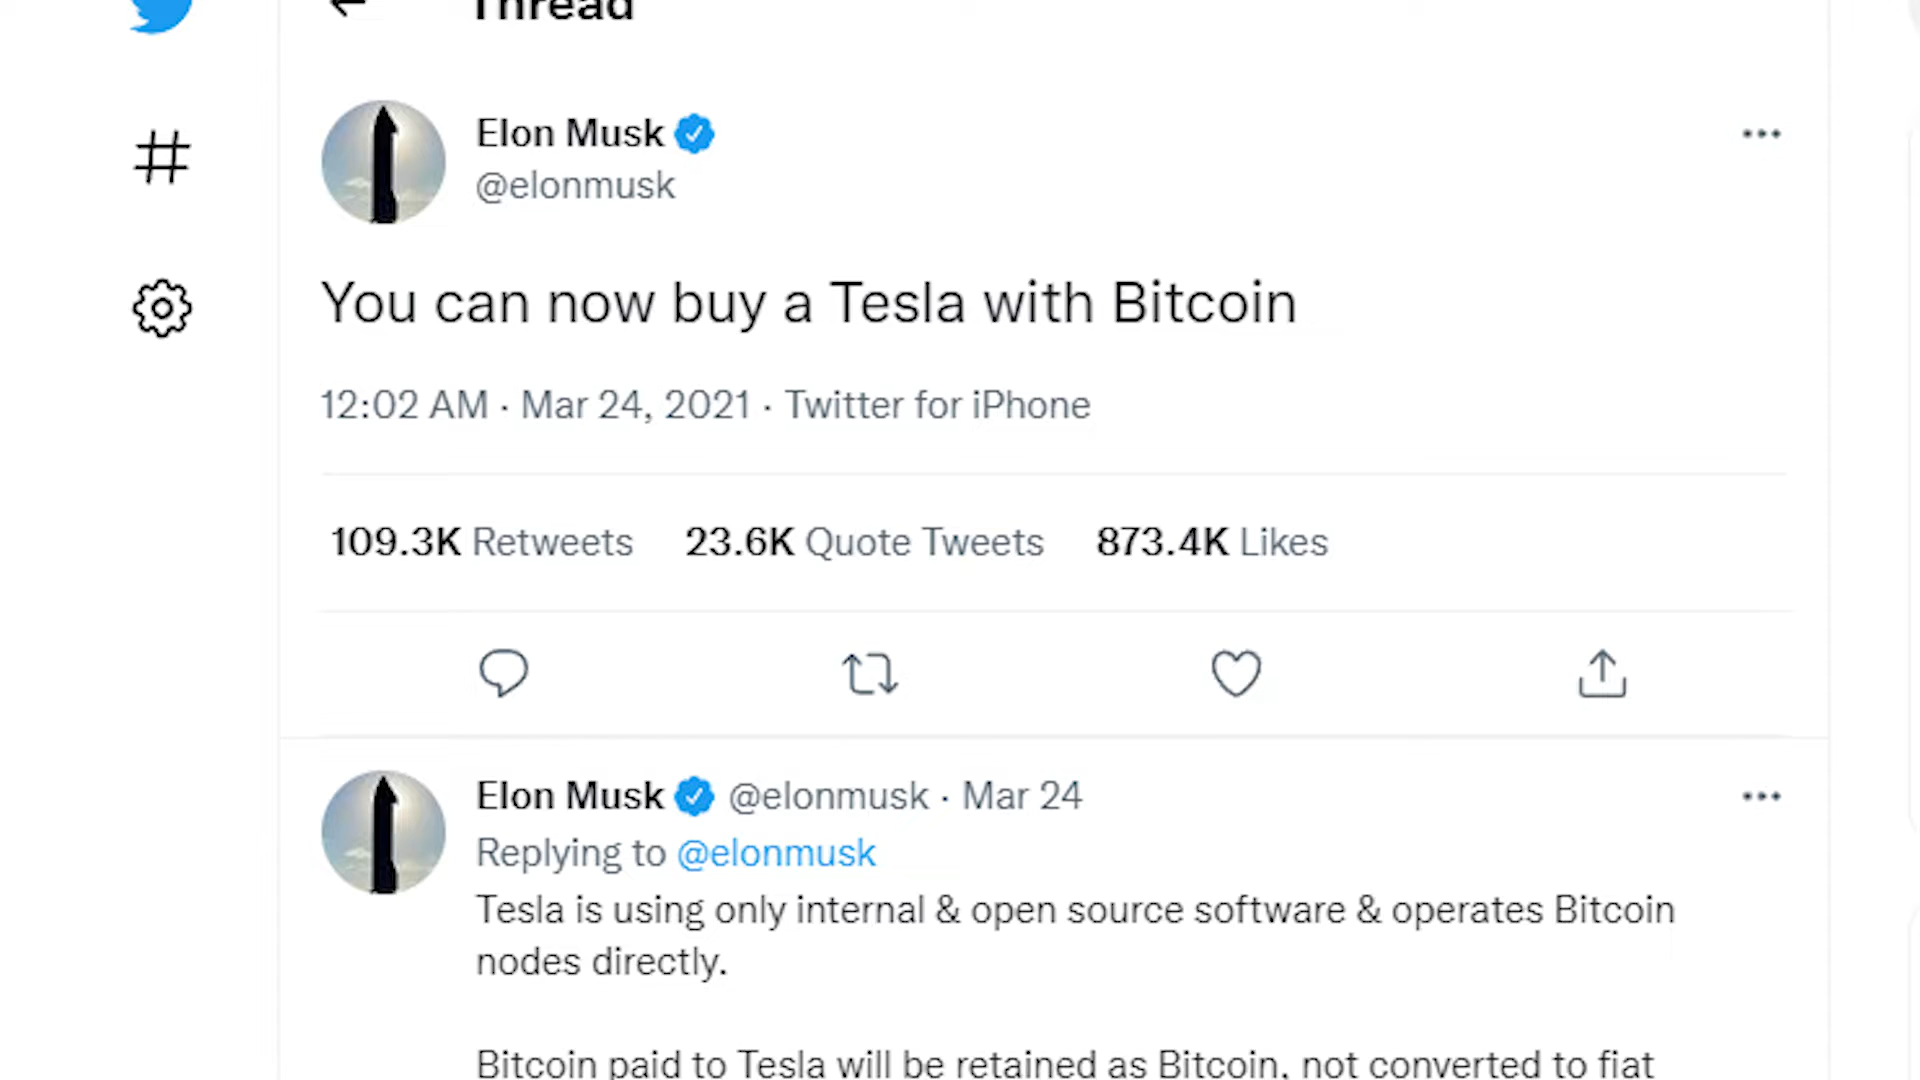 Thread
Elon Musk
@elonmusk
You can now buy a Tesla with Bitcoin
12:02 AM · Mar 24, 2021 · Twitter for iPhone
109.3K Retweets 23.6K Quote Tweets 873.4K Likes
Elon Musk @elonmusk · Mar 24
Replying to @elonmusk
Tesla is using only internal & open source software & operates Bitcoin
nodes directly.
Bitcoin paid to Tesla will be retained as Bitcoin, not converted to fiat